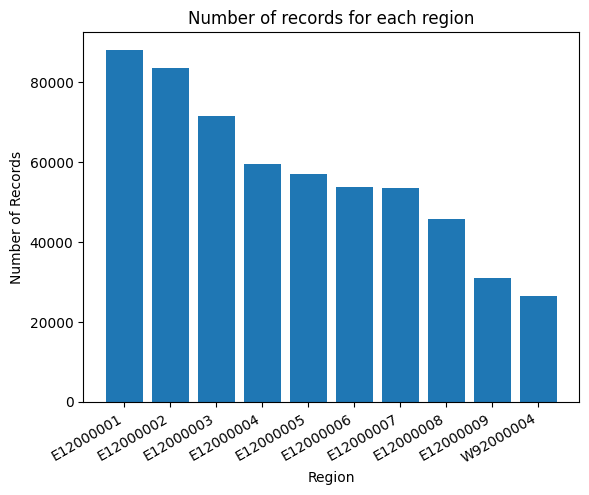 Number of records for each region
Number of Records
80000
60000
40000
20000
0
E12000001
E12000002
E12000003
E12000004
E12000005
E12000006
E12000007
E12000008
E12000009
W92000004
Region